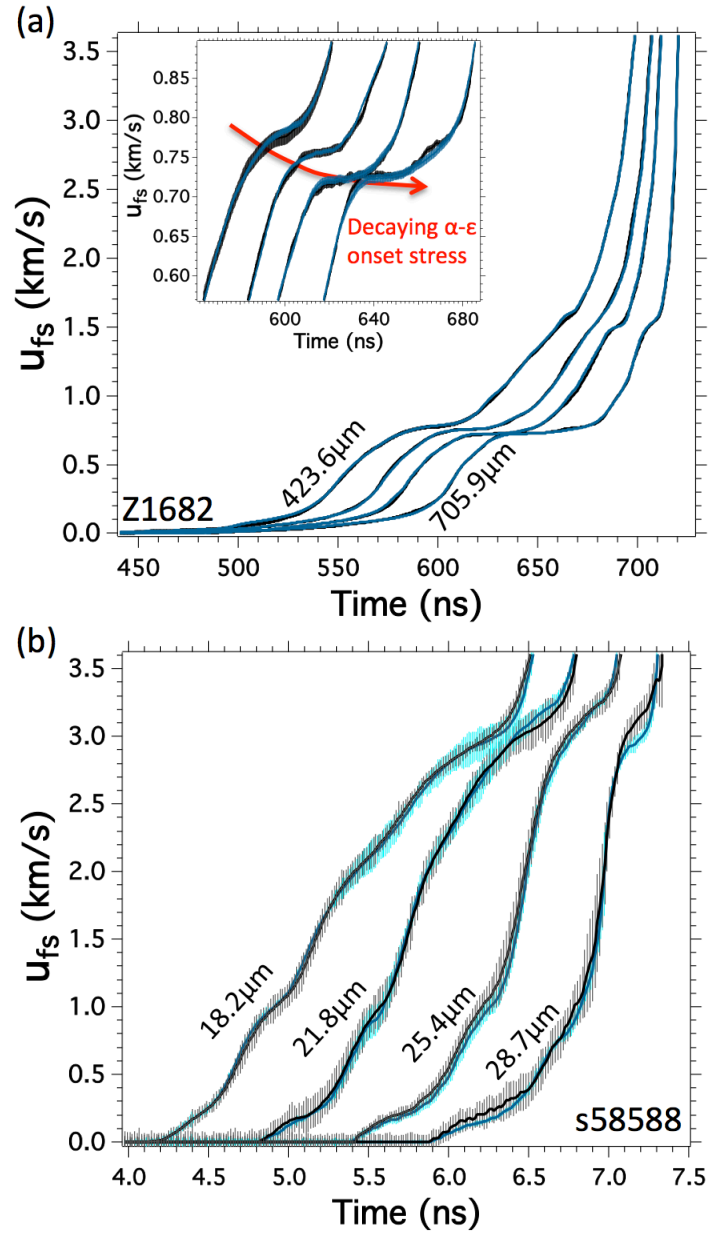 (a)
3.5
3.0
2.5
2.0
1.5
1.0
0.5
0.0
u_fs (km/s)
0.85
0.80
0.75
0.70
0.65
0.60
u_fs (km/s)
600
640
680
Time (ns)
Decaying α-ε
onset stress
423.6μm
705.9μm
Z1682
450
500
550
600
650
700
Time (ns)
(b)
3.5
3.0
2.5
2.0
1.5
1.0
0.5
0.0
u_fs (km/s)
18.2μm
21.8μm
25.4μm
28.7μm
s58588
4.0
4.5
5.0
5.5
6.0
6.5
7.0
7.5
Time (ns)